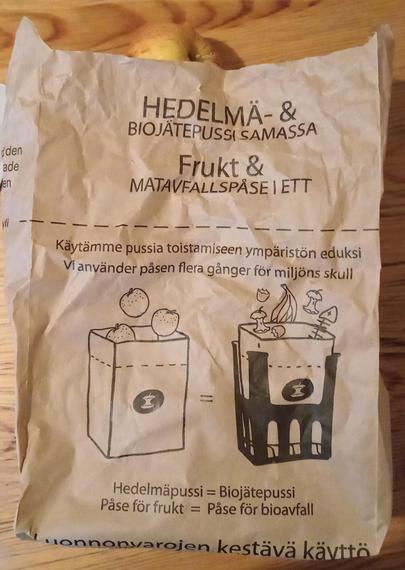 HEDELMÄ- &
BIOJÄTEPUSSI SAMASSA
Frukt &
MATAVFALLSPÅSE I ETT
Käytämme pussia toistamiseen ympäristön eduksi
Vi använder påsen flera gånger för miljöns skull
=
Hedelmäpussi = Biojätepussi
Påse för frukt = Påse för bioavfall
Luonnonvarojen kestävä käyttö